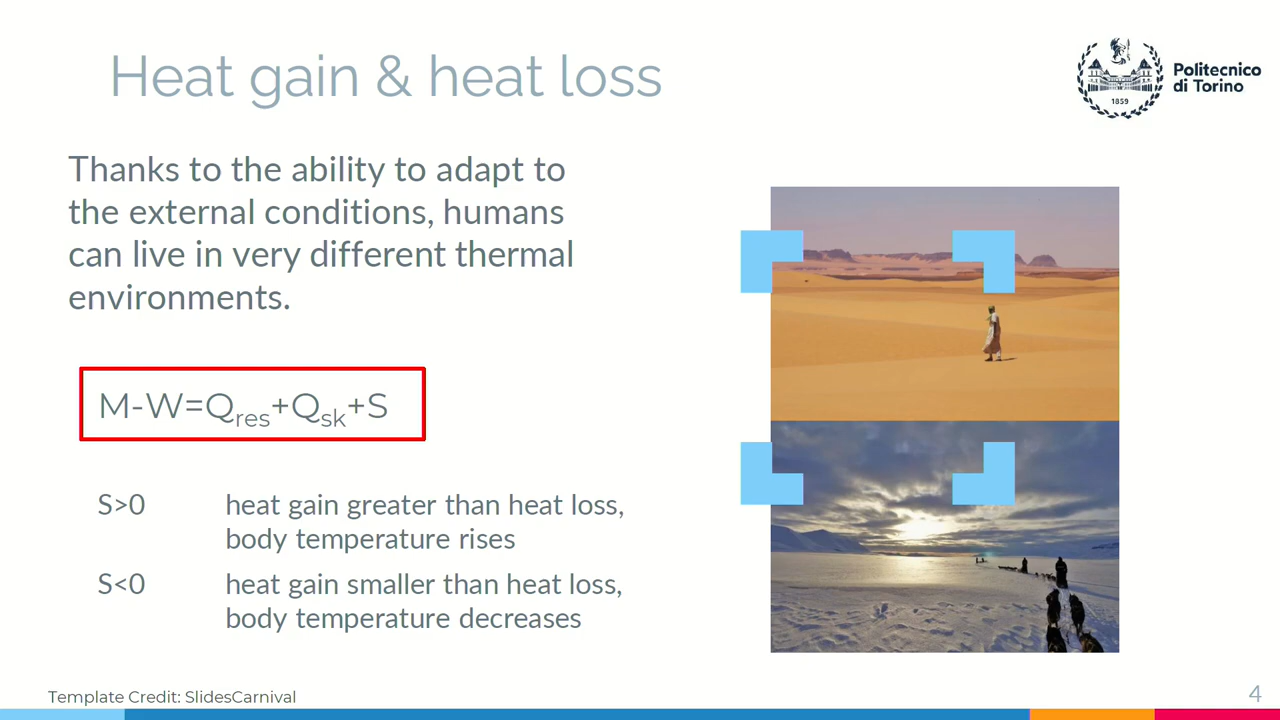 Heat gain & heat loss
Politecnico
di Torino
1859
Thanks to the ability to adapt to
the external conditions, humans
can live in very different thermal
environments.
M-W=Qres+Qsk+S
S>0 heat gain greater than heat loss,
body temperature rises
S<0 heat gain smaller than heat loss,
body temperature decreases
Template Credit: SlidesCarnival
4